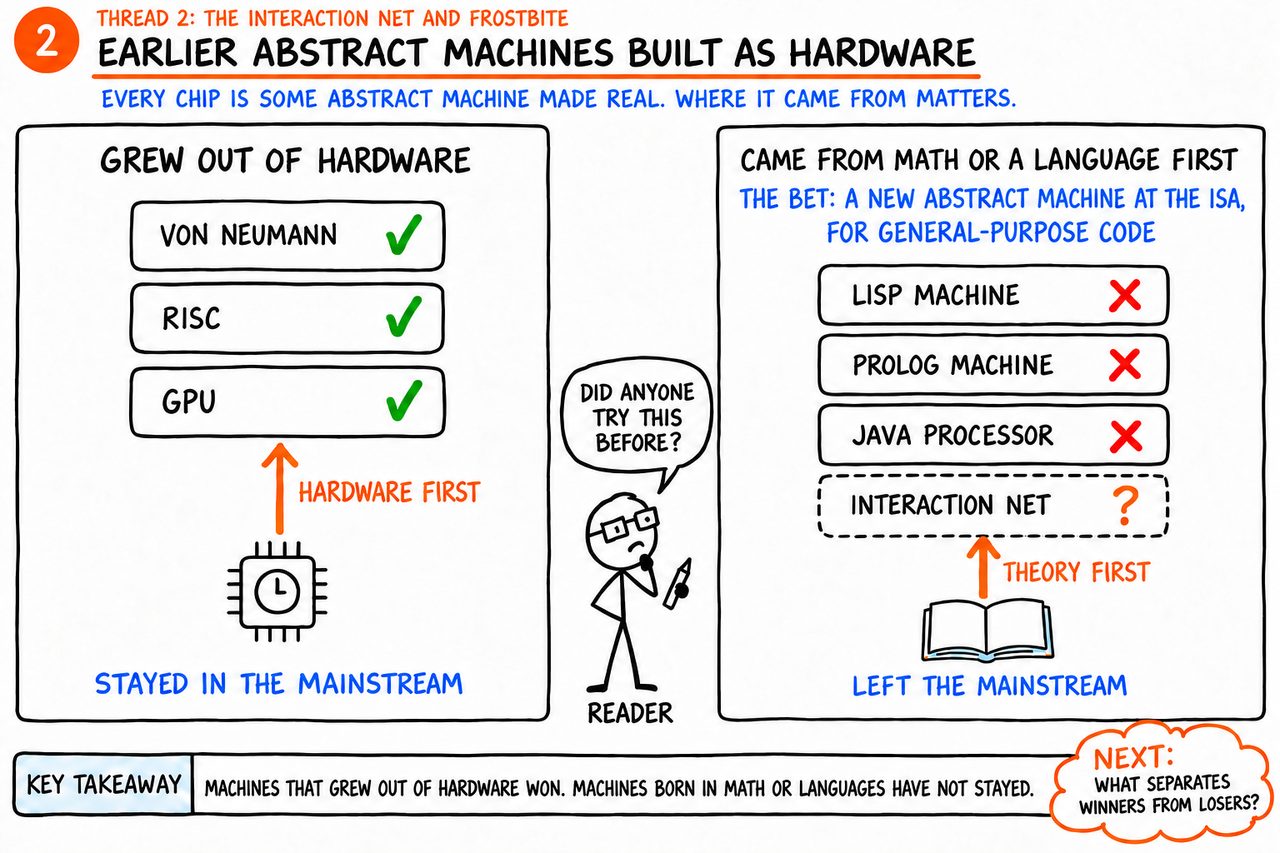 2
THREAD 2: THE INTERACTION NET AND FROSTBITE
EARLIER ABSTRACT MACHINES BUILT AS HARDWARE
EVERY CHIP IS SOME ABSTRACT MACHINE MADE REAL. WHERE IT CAME FROM MATTERS.
GREW OUT OF HARDWARE
VON NEUMANN
RISC
GPU
HARDWARE FIRST
STAYED IN THE MAINSTREAM
DID ANYONE
TRY THIS
BEFORE?
READER
CAME FROM MATH OR A LANGUAGE FIRST
THE BET: A NEW ABSTRACT MACHINE AT THE ISA,
FOR GENERAL-PURPOSE CODE
LISP MACHINE
PROLOG MACHINE
JAVA PROCESSOR
INTERACTION NET ?
THEORY FIRST
LEFT THE MAINSTREAM
KEY TAKEAWAY
MACHINES THAT GREW OUT OF HARDWARE WON. MACHINES BORN IN MATH OR LANGUAGES HAVE NOT STAYED.
NEXT:
WHAT SEPARATES
WINNERS FROM LOSERS?